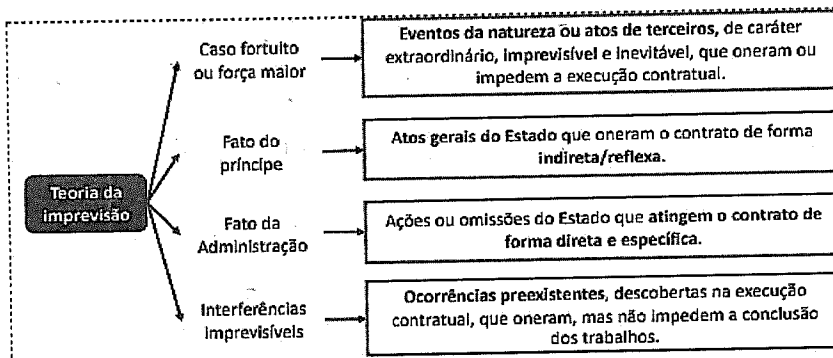 Teoria da
imprevisão
Caso fortuito
ou força maior
Eventos da natureza ou atos de terceiros, de caráter
extraordinário, imprevisível e inevitável, que oneram ou
impedem a execução contratual.
Fato do
príncipe
Atos gerais do Estado que oneram o contrato de forma
indireta/reflexa.
Fato da
Administração
Ações ou omissões do Estado que atingem o contrato de
forma direta e específica.
Interferências
imprevisíveis
Ocorrências preexistentes, descobertas na execução
contratual, que oneram, mas não impedem a conclusão
dos trabalhos.